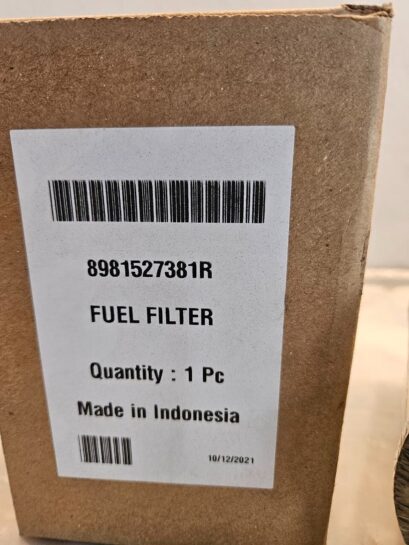 8981527381R
FUEL FILTER
Quantity : 1 Pc
Made in Indonesia
10/12/2021